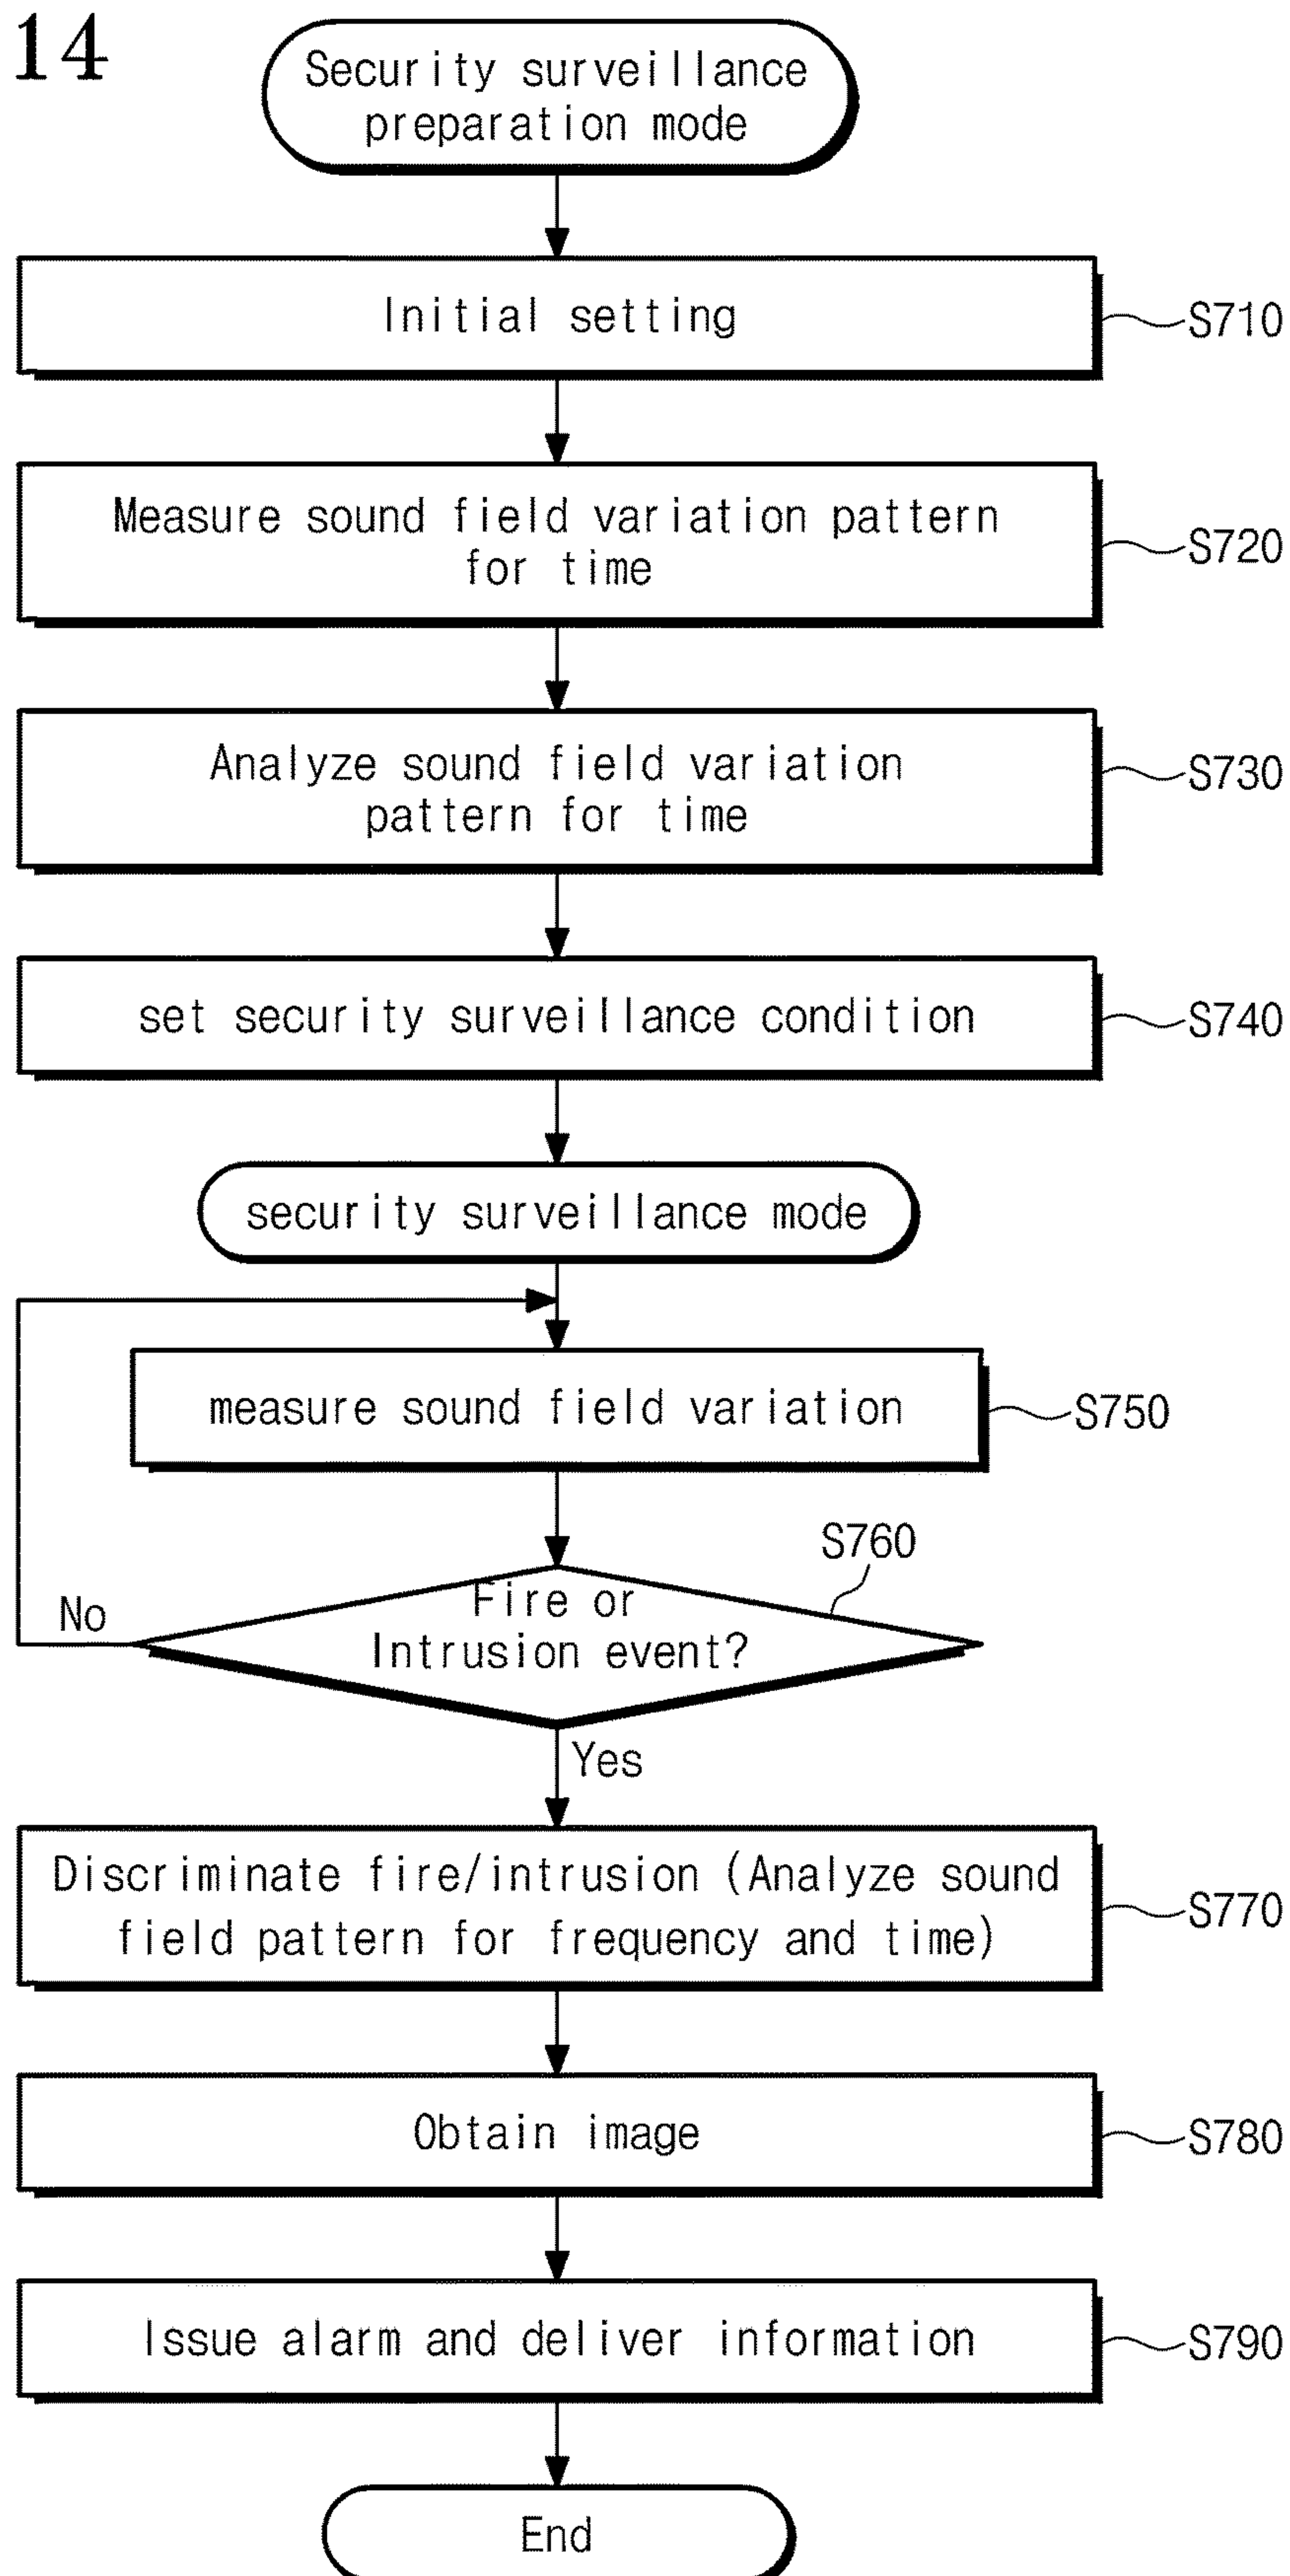 14
Security surveillance
preparation mode
Initial setting
S710
Measure sound field variation pattern
for time
S720
Analyze sound field variation
pattern for time
S730
set security surveillance condition
S740
security surveillance mode
measure sound field variation
S750
S760
Fire or
Intrusion event?
No
Yes
Discriminate fire/intrusion (Analyze sound
field pattern for frequency and time)
S770
Obtain image
S780
Issue alarm and deliver information
S790
End